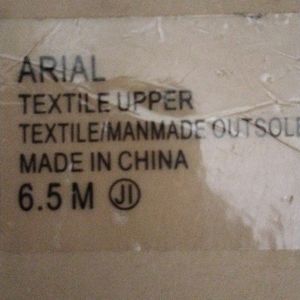 ARIAL
TEXTILE UPPER
TEXTILE/MANMADE OUTSOLE
MADE IN CHINA
6.5 M JI